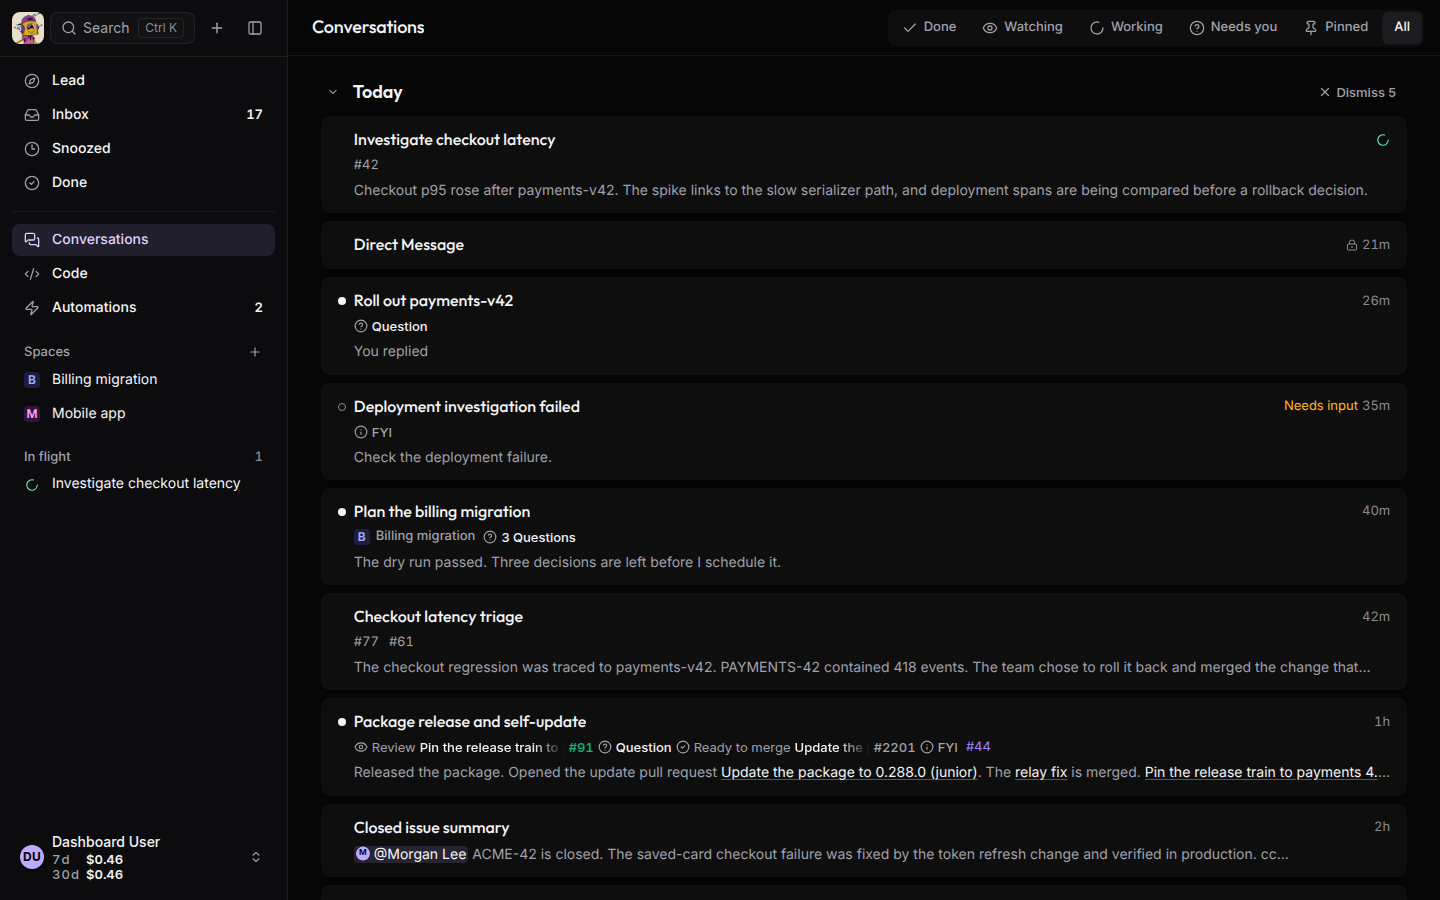 Search Ctrl K
Lead
Inbox 17
Snoozed
Done
Conversations
Code
Automations 2
Spaces
B Billing migration
M Mobile app
In flight 1
Investigate checkout latency
DU Dashboard User
7d $0.46
30d $0.46
Conversations
Done Watching Working Needs you Pinned All
Today Dismiss 5
Investigate checkout latency
#42
Checkout p95 rose after payments-v42. The spike links to the slow serializer path, and deployment spans are being compared before a rollback decision.
Direct Message 21m
Roll out payments-v42 26m
Question
You replied
Deployment investigation failed Needs input 35m
FYI
Check the deployment failure.
Plan the billing migration 40m
B Billing migration 3 Questions
The dry run passed. Three decisions are left before I schedule it.
Checkout latency triage 42m
#77 #61
The checkout regression was traced to payments-v42. PAYMENTS-42 contained 418 events. The team chose to roll it back and merged the change that...
Package release and self-update 1h
Review Pin the release train to #91 Question Ready to merge Update the #2201 FYI #44
Released the package. Opened the update pull request Update the package to 0.288.0 (junior). The relay fix is merged. Pin the release train to payments 4....
Closed issue summary 2h
M @Morgan Lee ACME-42 is closed. The saved-card checkout failure was fixed by the token refresh change and verified in production. cc...